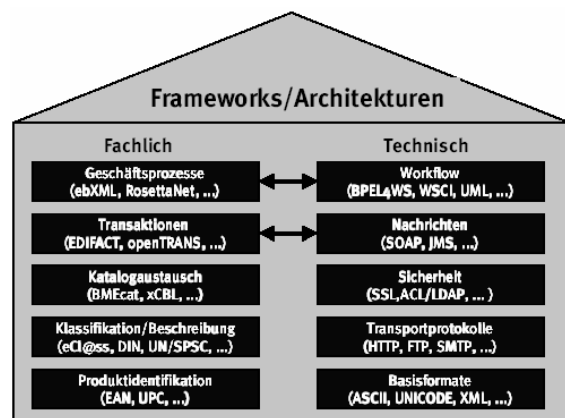 Frameworks/Architekturen
Fachlich
Geschäftsprozesse
(ebXML, RosettaNet, ...)
Transaktionen
(EDIFACT, openTRANS, ...)
Katalogaustausch
(BMEcat, xCBL, ...)
Klassifikation/Beschreibung
(eCl@ss, DIN, UN/SPSC, ...)
Produktidentifikation
(EAN, UPC, ...)
Technisch
Workflow
(BPEL4WS, WSCI, UML, ...)
Nachrichten
(SOAP, JMS, ...)
Sicherheit
(SSL,ACL/LDAP, ... )
Transportprotokolle
(HTTP, FTP, SMTP, ...)
Basisformate
(ASCII, UNICODE, XML, ...)